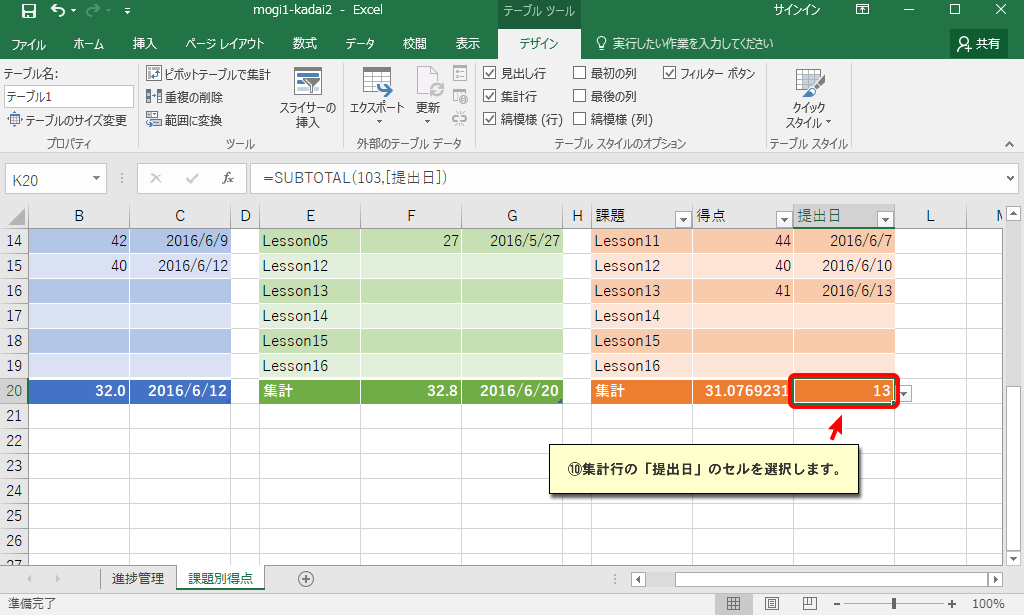 mogi1-kadai2 - Excel
テーブル ツール
サインイン
ファイル ホーム 挿入 ページ レイアウト 数式 データ 校閲 表示 デザイン 実行したい作業を入力してください 共有
テーブル名:
テーブル1
テーブルのサイズ変更
プロパティ
ピボットテーブルで集計
重複の削除
範囲に変換
スライサーの
挿入
ツール
エクスポート
更新
外部のテーブル データ
見出し行 最初の列 フィルター ボタン
集計行 最後の列
縞模様 (行) 縞模様 (列)
テーブル スタイルのオプション
クイック
スタイル
テーブル スタイル
K20 fx =SUBTOTAL(103,[提出日])
B C D E F G H 課題 得点 提出日 L M
14 42 2016/6/9 Lesson05 27 2016/5/27 Lesson11 44 2016/6/7
15 40 2016/6/12 Lesson12 Lesson12 40 2016/6/10
16 Lesson13 Lesson13 41 2016/6/13
17 Lesson14 Lesson14
18 Lesson15 Lesson15
19 Lesson16 Lesson16
20 32.0 2016/6/12 集計 32.8 2016/6/20 集計 31.0769231 13
21
22
23
24
25
26
27
⑩集計行の「提出日」のセルを選択します。
進捗管理 課題別得点
準備完了 100%